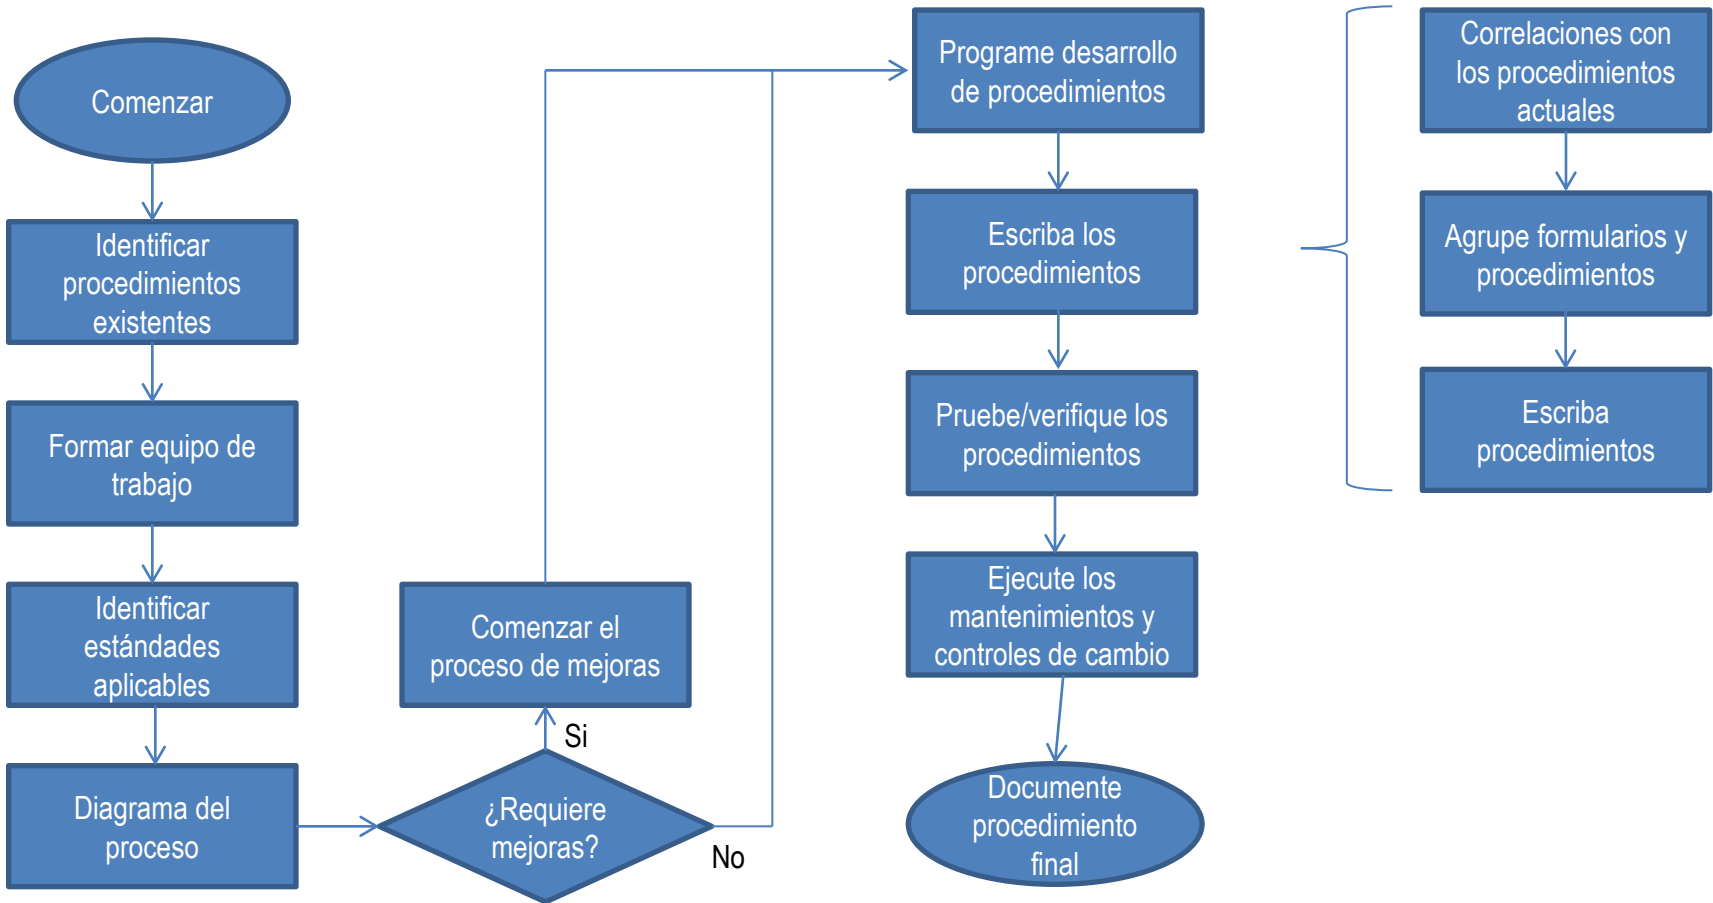 Comenzar
Identificar
procedimientos
existentes
Formar equipo de
trabajo
Identificar
estándades
aplicables
Diagrama del
proceso
¿Requiere
mejoras?
Si
No
Comenzar el
proceso de mejoras
Programe desarrollo
de procedimientos
Escriba los
procedimientos
Pruebe/verifique los
procedimientos
Ejecute los
mantenimientos y
controles de cambio
Documente
procedimiento
final
Correlaciones con
los procedimientos
actuales
Agrupe formularios y
procedimientos
Escriba
procedimientos